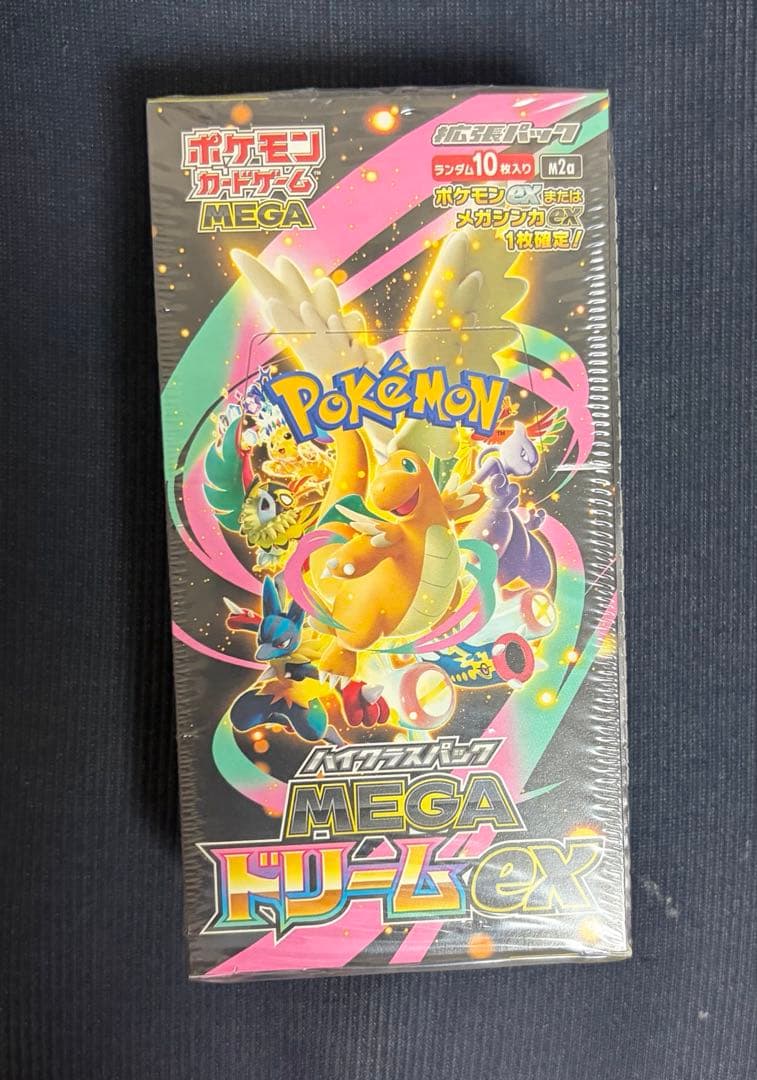 ポケモン
カードゲーム
MEGA
拡張パック
ランダム10枚入り M2a
ポケモンexまたは
メガシンカex
1枚確定!
POKÉMON
ハイクラスパック
MEGA
ドリームex